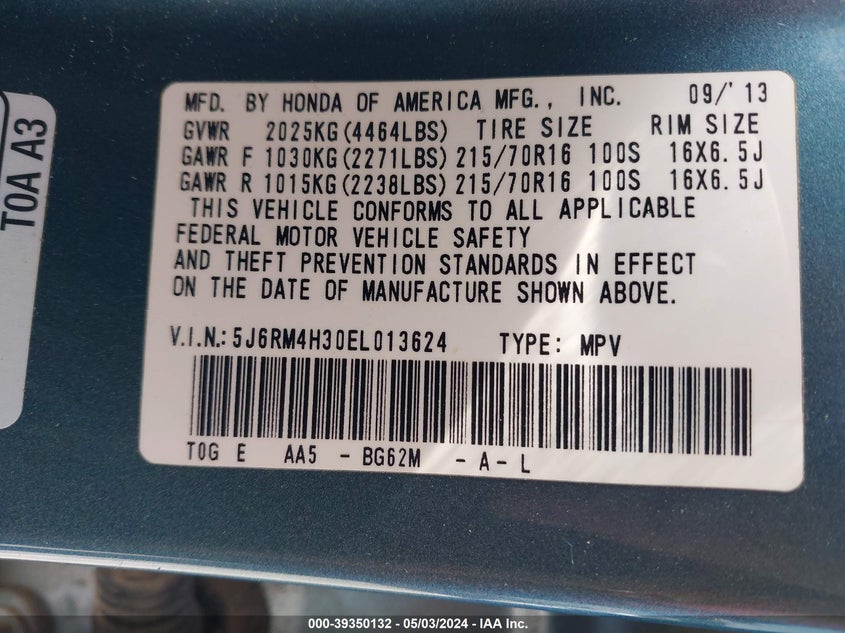 MFD. BY HONDA OF AMERICA MFG., INC. 09/'13
GVWR 2025KG(4464LBS) TIRE SIZE RIM SIZE
GAWR F 1030KG(2271LBS) 215/70R16 100S 16X6.5J
GAWR R 1015KG(2238LBS) 215/70R16 100S 16X6.5J
THIS VEHICLE CONFORMS TO ALL APPLICABLE
FEDERAL MOTOR VEHICLE SAFETY
AND THEFT PREVENTION STANDARDS IN EFFECT
ON THE DATE OF MANUFACTURE SHOWN ABOVE.
V.I.N.: 5J6RM4H30EL013624 TYPE: MPV
T0G E AA5 - BG62M - A - L
T0A A3
000-39350132 - 05/03/2024 - IAA Inc.